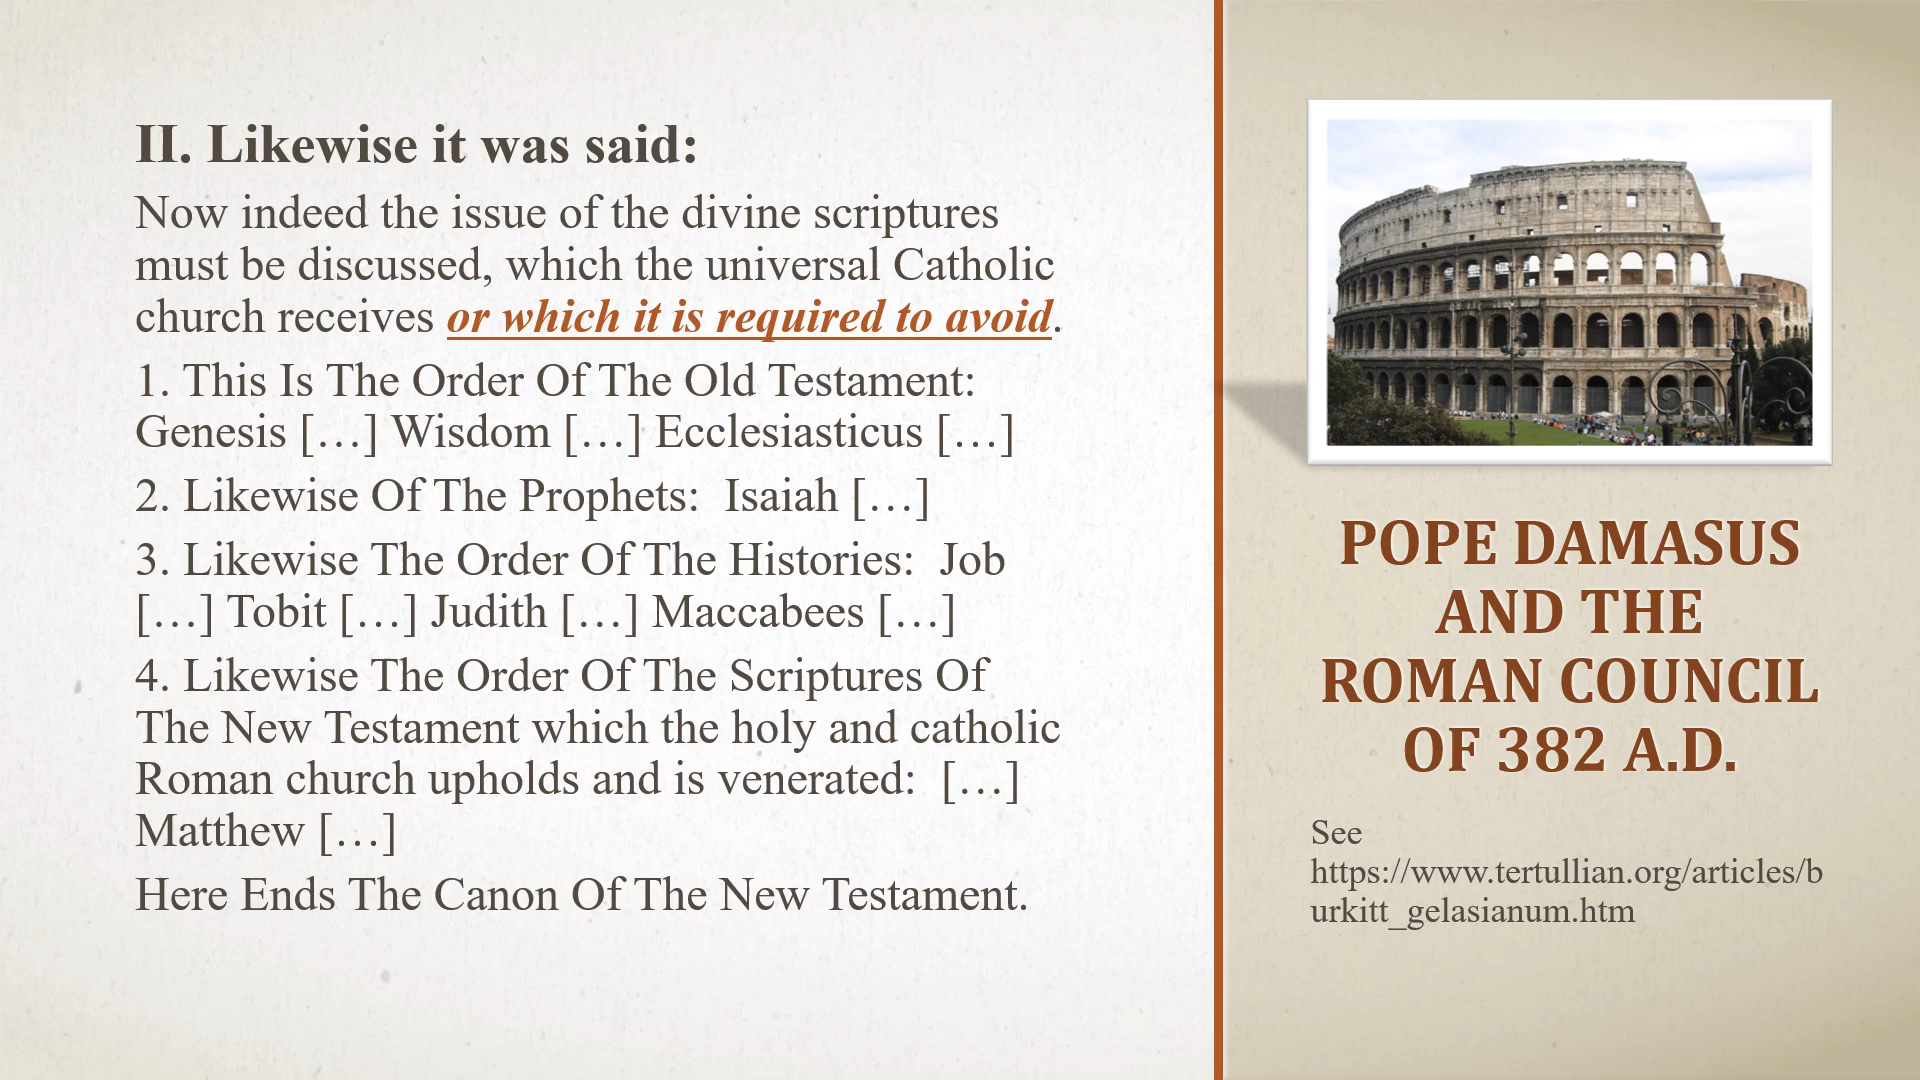 II. Likewise it was said:
Now indeed the issue of the divine scriptures
must be discussed, which the universal Catholic
church receives or which it is required to avoid.
1. This Is The Order Of The Old Testament:
Genesis […] Wisdom […] Ecclesiasticus […]
2. Likewise Of The Prophets:  Isaiah […]
3. Likewise The Order Of The Histories:  Job
[…] Tobit […] Judith […] Maccabees […]
4. Likewise The Order Of The Scriptures Of
The New Testament which the holy and catholic
Roman church upholds and is venerated:  […]
Matthew […]
Here Ends The Canon Of The New Testament.
POPE DAMASUS
AND THE
ROMAN COUNCIL
OF 382 A.D.
See
https://www.tertullian.org/articles/b
urkitt_gelasianum.htm